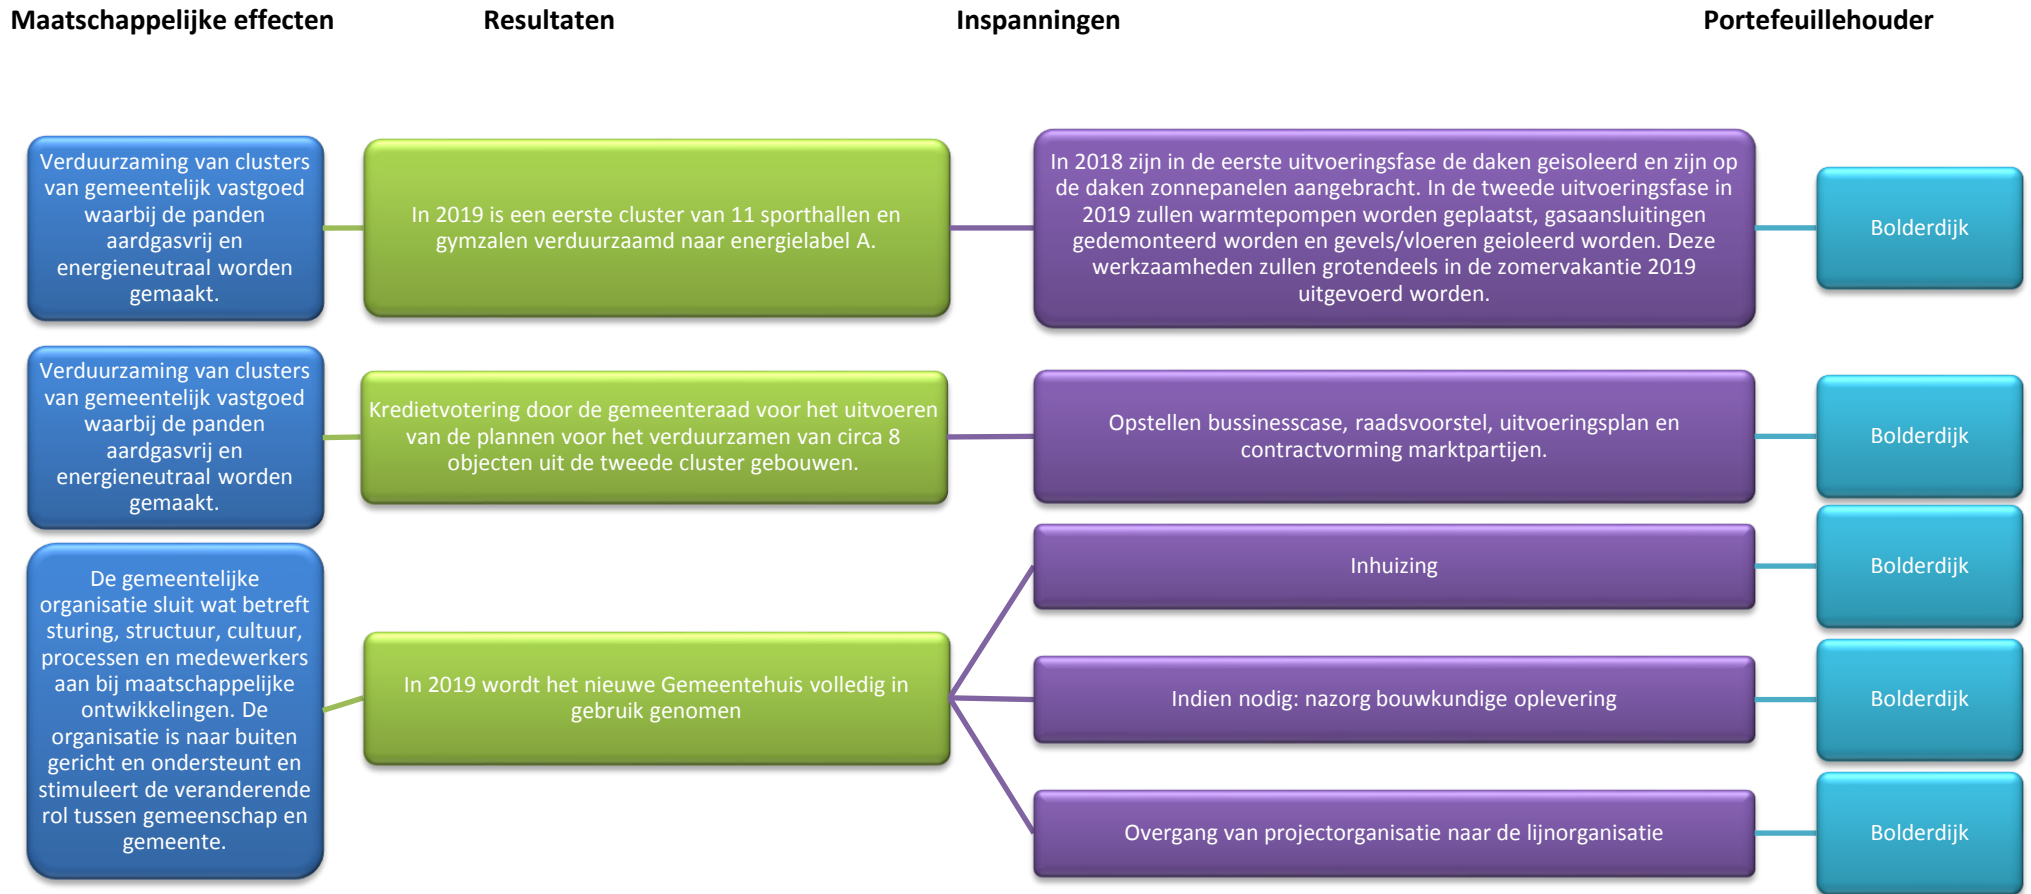 Maatschappelijke effecten
Resultaten
Inspanningen
Portefeuillehouder
Verduurzaming van clusters
van gemeentelijk vastgoed
waarbij de panden
aardgasvrij en
energieneutraal worden
gemaakt.
In 2019 is een eerste cluster van 11 sporthallen en
gymzalen verduurzaamd naar energielabel A.
In 2018 zijn in de eerste uitvoeringsfase de daken geisoleerd en zijn op
de daken zonnepanelen aangebracht. In de tweede uitvoeringsfase in
2019 zullen warmtepompen worden geplaatst, gasaansluitingen
gedemonteerd worden en gevels/vloeren geioleerd worden. Deze
werkzaamheden zullen grotendeels in de zomervakantie 2019
uitgevoerd worden.
Bolderdijk
Verduurzaming van clusters
van gemeentelijk vastgoed
waarbij de panden
aardgasvrij en
energieneutraal worden
gemaakt.
Kredietvotering door de gemeenteraad voor het uitvoeren
van de plannen voor het verduurzamen van circa 8
objecten uit de tweede cluster gebouwen.
Opstellen bussinesscase, raadsvoorstel, uitvoeringsplan en
contractvorming marktpartijen.
Bolderdijk
De gemeentelijke
organisatie sluit wat betreft
sturing, structuur, cultuur,
processen en medewerkers
aan bij maatschappelijke
ontwikkelingen. De
organisatie is naar buiten
gericht en ondersteunt en
stimuleert de veranderende
rol tussen gemeenschap en
gemeente.
In 2019 wordt het nieuwe Gemeentehuis volledig in
gebruik genomen
Inhuizing
Bolderdijk
Indien nodig: nazorg bouwkundige oplevering
Bolderdijk
Overgang van projectorganisatie naar de lijnorganisatie
Bolderdijk